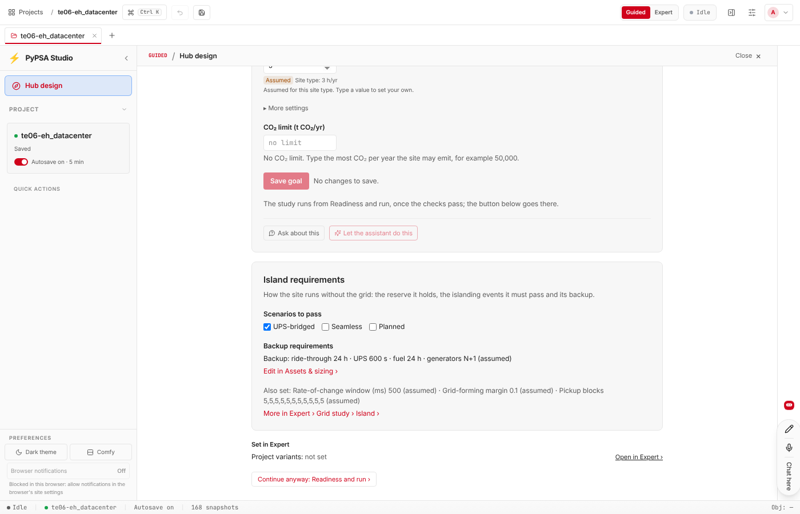 Projects / te06-eh_datacenter ⌘ Ctrl K Guided Expert Idle A
te06-eh_datacenter × +
PyPSA Studio
GUIDED / Hub design Close ×
Hub design
PROJECT
te06-eh_datacenter
Saved
Autosave on · 5 min
QUICK ACTIONS
Assumed Site type: 3 h/yr
Assumed for this site type. Type a value to set your own.
▸ More settings
CO₂ limit (t CO₂/yr)
no limit
No CO₂ limit. Type the most CO₂ per year the site may emit, for example 50,000.
Save goal No changes to save.
The study runs from Readiness and run, once the checks pass; the button below goes there.
Ask about this Let the assistant do this
Island requirements
How the site runs without the grid: the reserve it holds, the islanding events it must pass and its backup.
Scenarios to pass
UPS-bridged Seamless Planned
Backup requirements
Backup: ride-through 24 h · UPS 600 s · fuel 24 h · generators N+1 (assumed)
Edit in Assets & sizing ›
Also set: Rate-of-change window (ms) 500 (assumed) · Grid-forming margin 0.1 (assumed) · Pickup blocks
5,5,5,5,5,5,5,5,5,5,5 (assumed)
More in Expert › Grid study › Island ›
Set in Expert
Project variants: not set Open in Expert ›
Continue anyway: Readiness and run ›
PREFERENCES
Dark theme Comfy
Browser notifications Off
Blocked in this browser: allow notifications in the
browser's site settings
Chat here
Idle te06-eh_datacenter Autosave on 168 snapshots Obj: —